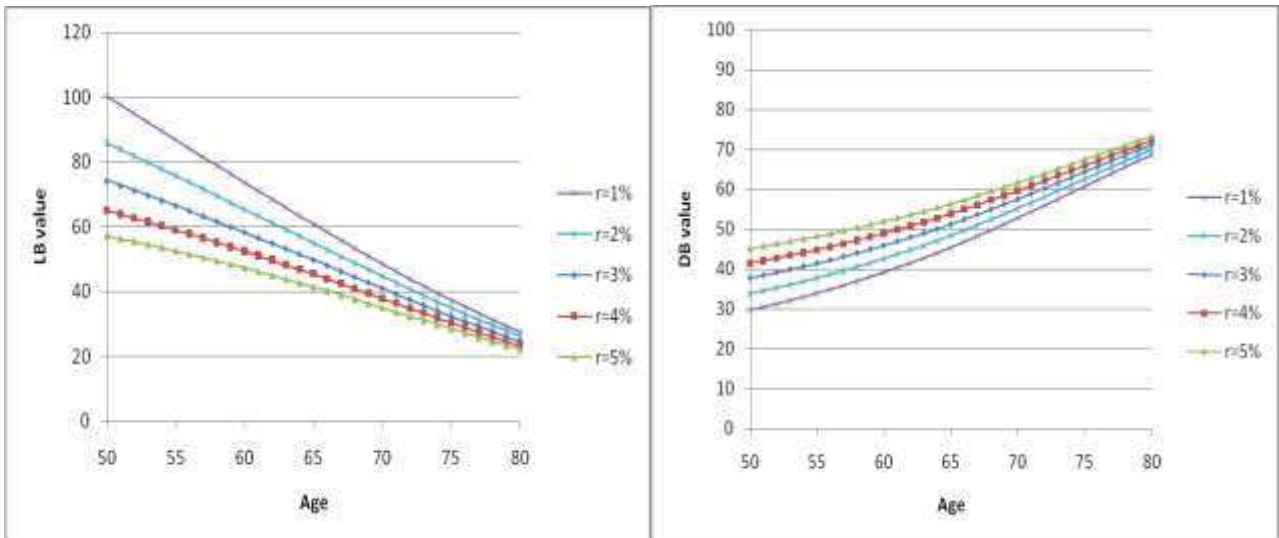 120
100
80
60
40
20
0
LB value
50 55 60 65 70 75 80
Age
r=1%
r=2%
r=3%
r=4%
r=5%
100
90
80
70
60
50
40
30
20
10
0
DB value
50 55 60 65 70 75 80
Age
r=1%
r=2%
r=3%
r=4%
r=5%